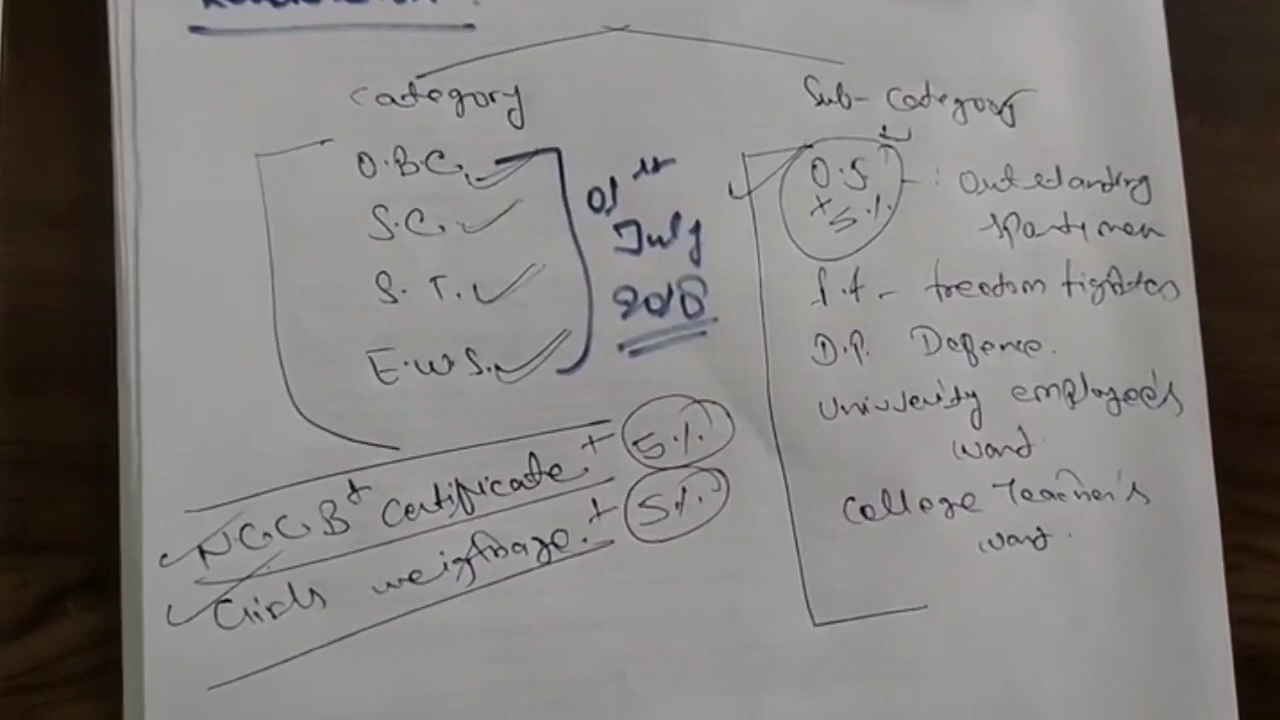 Category
O.B.C.
S.C.
S.T.
E.W.S.
01st
July
2018
N.C.C B+ Certificate. + 5%
Girls weightage. + 5%
Sub-Category
O.S : Outstanding
+ 5% Sportsmen
f.f - freedom fighters
D.P. Defence.
University employee's
ward
College Teacher's
ward.